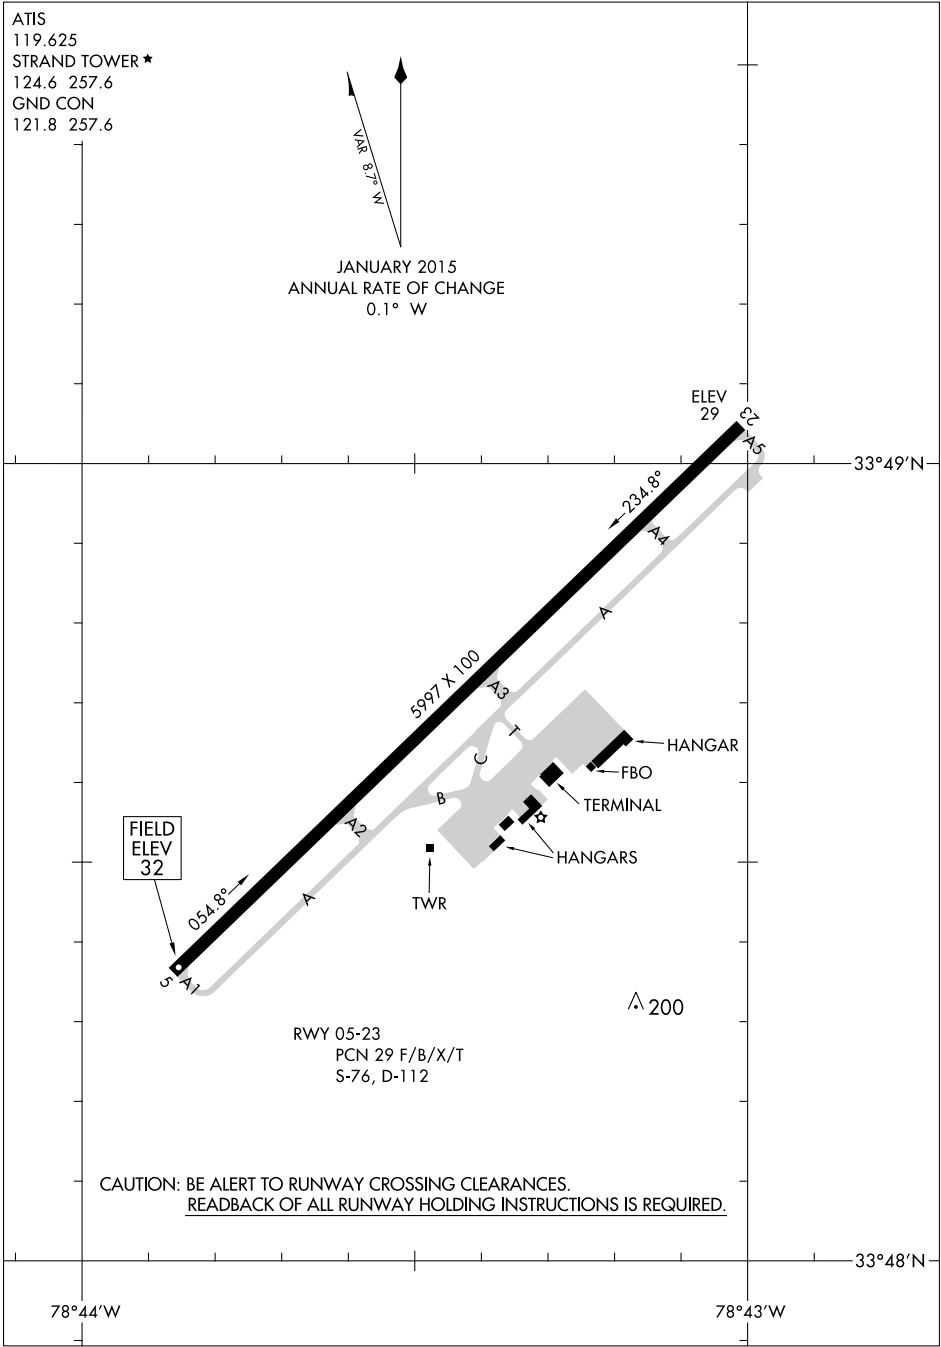 ATIS
119.625
STRAND TOWER ★
124.6 257.6
GND CON
121.8 257.6
VAR 8.7° W
JANUARY 2015
ANNUAL RATE OF CHANGE
0.1° W
ELEV
29
23
A5
33°49'N
234.8°
A4
A
5997 X 100
A3
T
HANGAR
C
FBO
B
TERMINAL
A2
FIELD
ELEV
32
HANGARS
TWR
A
054.8°
5
A1
200
RWY 05-23
PCN 29 F/B/X/T
S-76, D-112
CAUTION: BE ALERT TO RUNWAY CROSSING CLEARANCES.
READBACK OF ALL RUNWAY HOLDING INSTRUCTIONS IS REQUIRED.
33°48'N
78°44'W
78°43'W